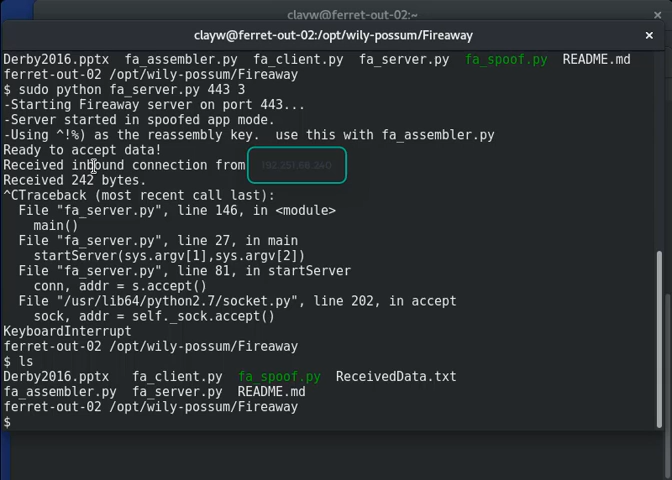 clayw@ferret-out-02:~
clayw@ferret-out-02:/opt/wily-possum/Fireaway
Derby2016.pptx fa_assembler.py fa_client.py fa_server.py fa_spoof.py README.md
ferret-out-02 /opt/wily-possum/Fireaway
$ sudo python fa_server.py 443 3
-Starting Fireaway server on port 443...
-Server started in spoofed app mode.
-Using ^!%) as the reassembly key. use this with fa_assembler.py
Ready to accept data!
Received inbound connection from
Received 242 bytes.
^CTraceback (most recent call last):
File "fa_server.py", line 146, in <module>
main()
File "fa_server.py", line 27, in main
startServer(sys.argv[1],sys.argv[2])
File "fa_server.py", line 81, in startServer
conn, addr = s.accept()
File "/usr/lib64/python2.7/socket.py", line 202, in accept
sock, addr = self._sock.accept()
KeyboardInterrupt
ferret-out-02 /opt/wily-possum/Fireaway
$ ls
Derby2016.pptx fa_client.py fa_spoof.py ReceivedData.txt
fa_assembler.py fa_server.py README.md
ferret-out-02 /opt/wily-possum/Fireaway
$